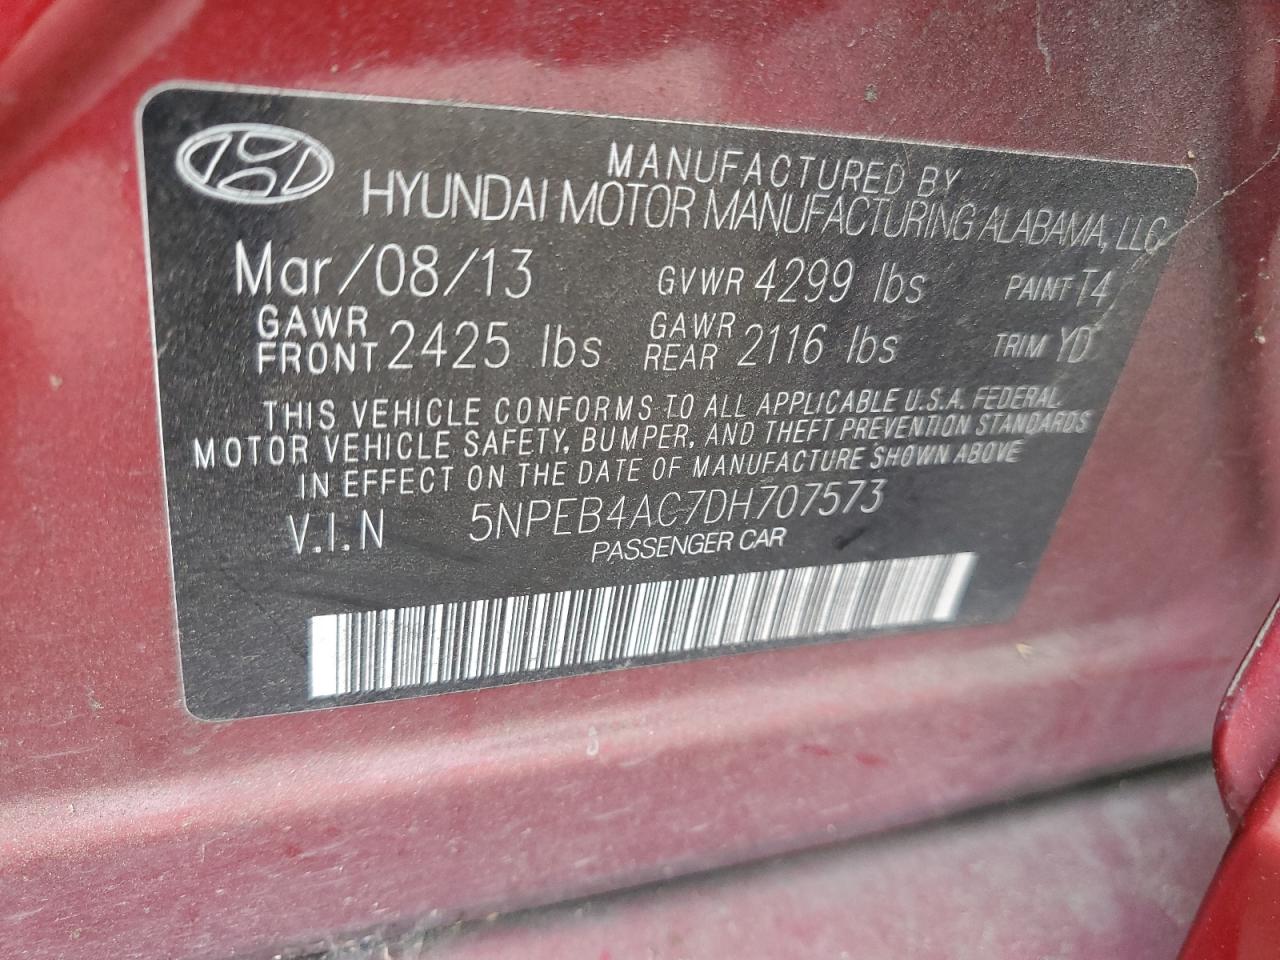 MANUFACTURED BY
HYUNDAI MOTOR MANUFACTURING ALABAMA, LLC
Mar/08/13 GVWR 4299 lbs PAINT T4
GAWR FRONT 2425 lbs GAWR REAR 2116 lbs TRIM YD
THIS VEHICLE CONFORMS TO ALL APPLICABLE U.S.A. FEDERAL
MOTOR VEHICLE SAFETY, BUMPER, AND THEFT PREVENTION STANDARDS
IN EFFECT ON THE DATE OF MANUFACTURE SHOWN ABOVE
V.I.N 5NPEB4AC7DH707573
PASSENGER CAR